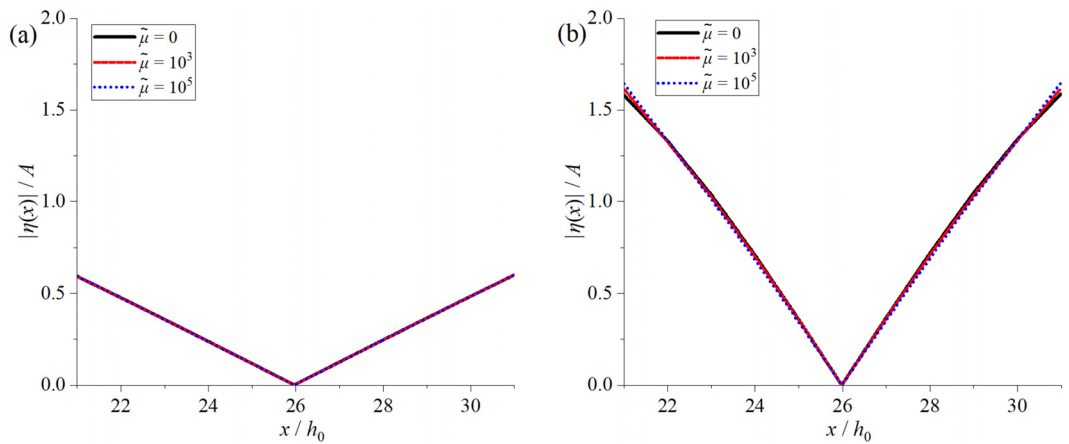 (a)
μ̃ = 0
μ̃ = 10³
μ̃ = 10⁵
2.0
1.5
1.0
0.5
0.0
|η(x)| / A
22 24 26 28 30
x / h₀
(b)
μ̃ = 0
μ̃ = 10³
μ̃ = 10⁵
2.0
1.5
1.0
0.5
0.0
|η(x)| / A
22 24 26 28 30
x / h₀